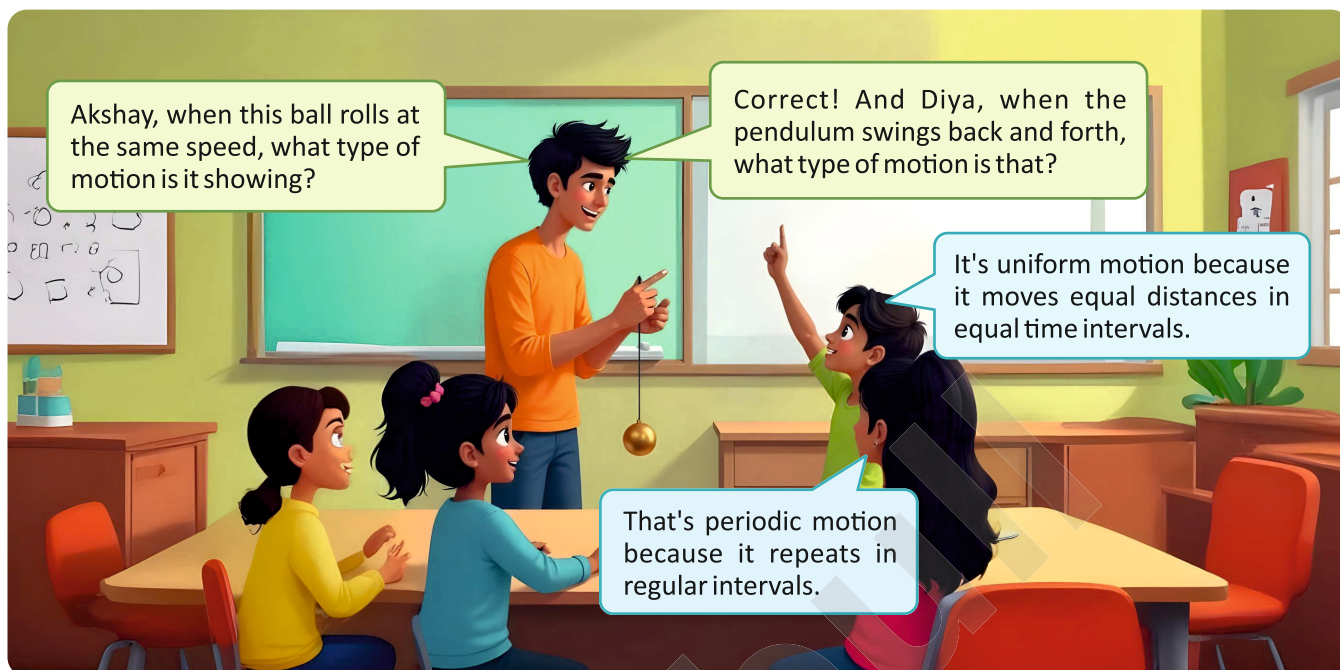 Akshay, when this ball rolls at
the same speed, what type of
motion is it showing?
Correct! And Diya, when the
pendulum swings back and forth,
what type of motion is that?
It's uniform motion because
it moves equal distances in
equal time intervals.
That's periodic motion
because it repeats in
regular intervals.